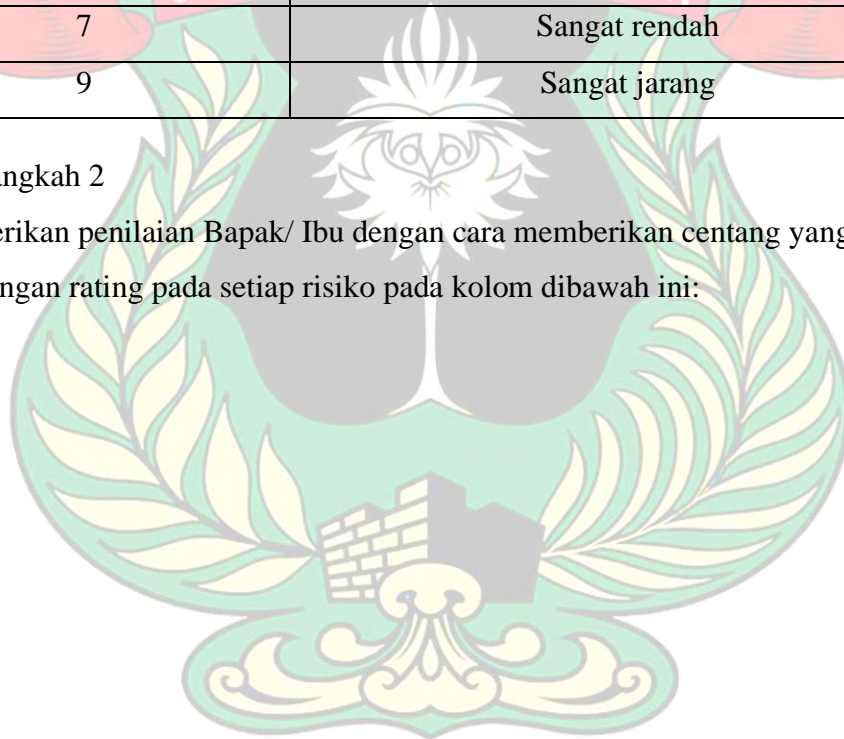 7 Sangat rendah
9 Sangat jarang
angkah 2
erikan penilaian Bapak/ Ibu dengan cara memberikan centang yang
ngan rating pada setiap risiko pada kolom dibawah ini: